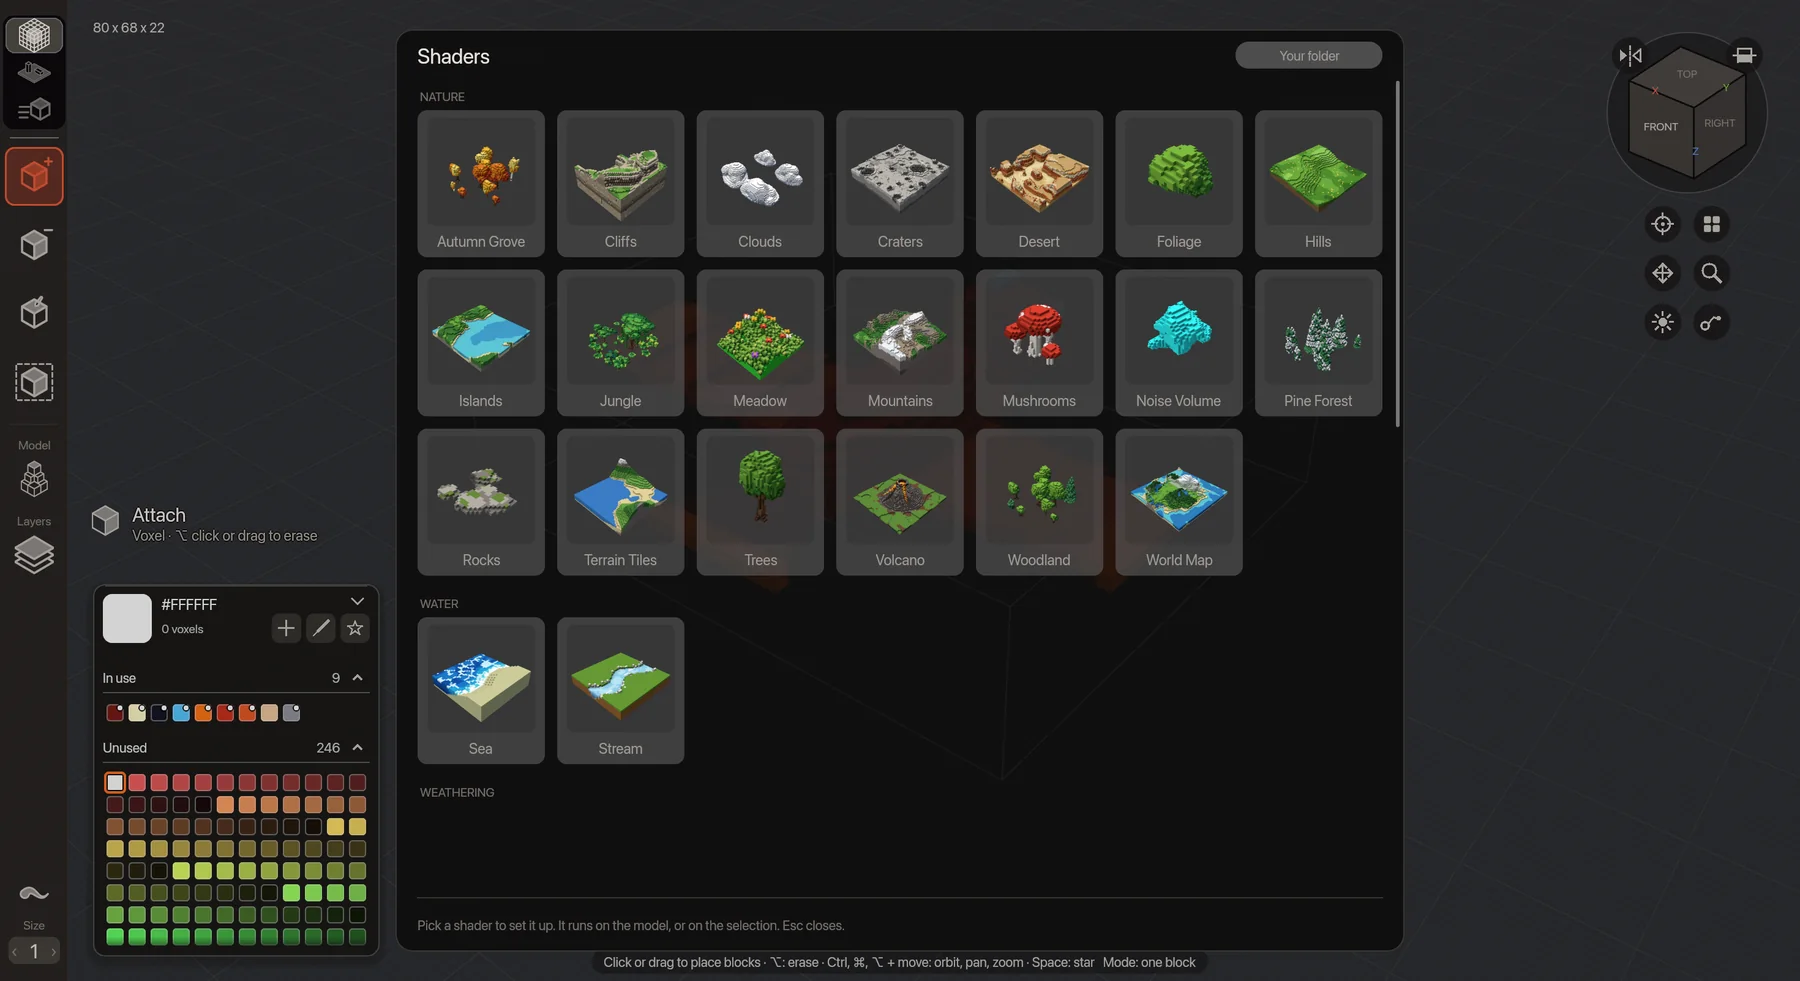 80 x 68 x 22
Shaders
Your folder
NATURE
Autumn Grove
Cliffs
Clouds
Craters
Desert
Foliage
Hills
Islands
Jungle
Meadow
Mountains
Mushrooms
Noise Volume
Pine Forest
Rocks
Terrain Tiles
Trees
Volcano
Woodland
World Map
WATER
Sea
Stream
WEATHERING
Pick a shader to set it up. It runs on the model, or on the selection. Esc closes.
Click or drag to place blocks · ⌥: erase · Ctrl, ⌘, ⌥ + move: orbit, pan, zoom · Space: star Mode: one block
Model
Layers
Size
‹ 1 ›
Attach
Voxel · ⌥ click or drag to erase
#FFFFFF
0 voxels
In use 9
Unused 246
TOP
X
Y
FRONT
RIGHT
Z